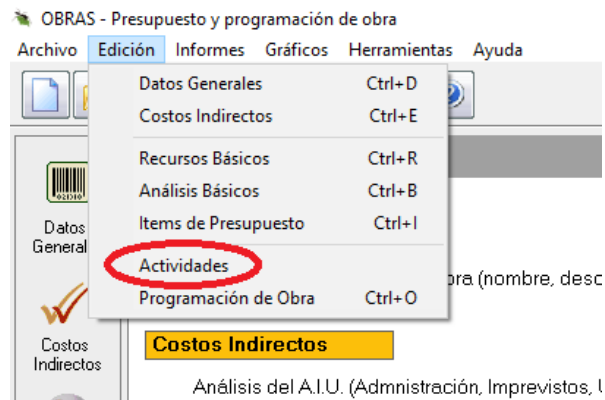 OBRAS - Presupuesto y programación de obra
Archivo Edición Informes Gráficos Herramientas Ayuda
Datos Generales Ctrl+D
Costos Indirectos Ctrl+E
Recursos Básicos Ctrl+R
Análisis Básicos Ctrl+B
Items de Presupuesto Ctrl+I
Actividades
Programación de Obra Ctrl+O
Datos
General
(nombre, desc
Costos
Indirectos
Costos Indirectos
Análisis del A.I.U. (Admnistración, Imprevistos, U